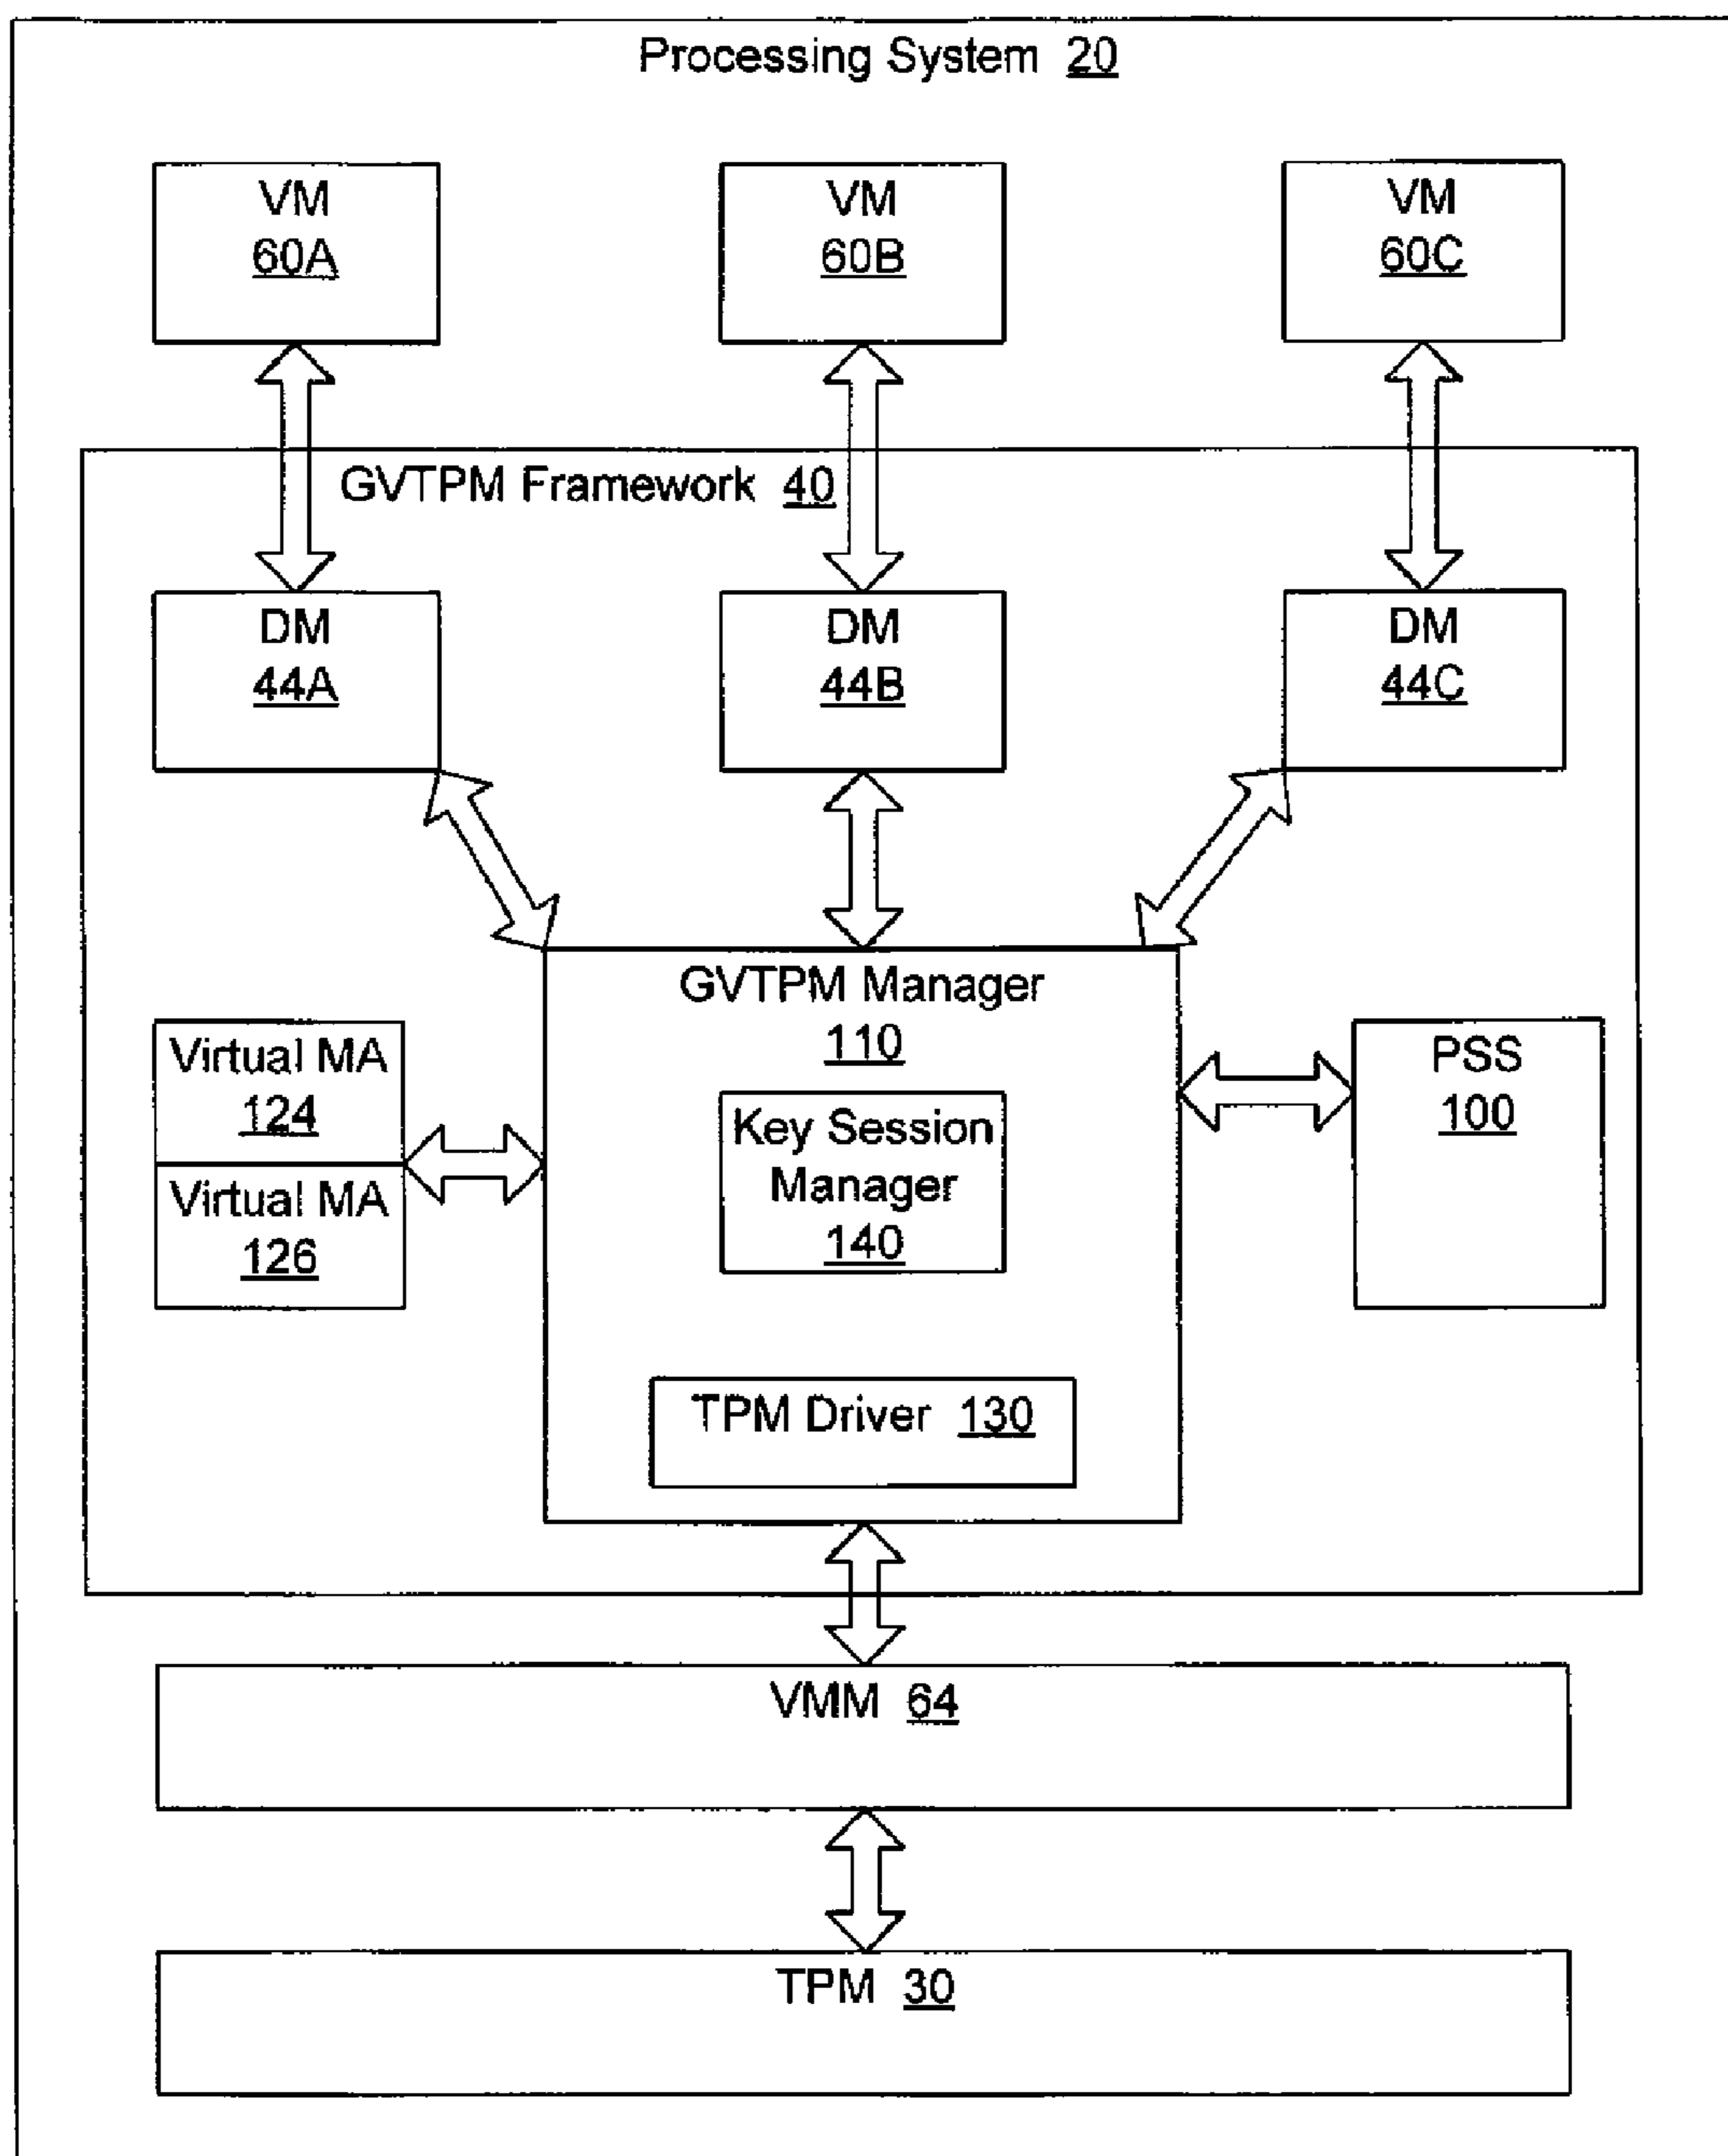 Processing System 20
VM
60A
VM
60B
VM
60C
GVTPM Framework 40
DM
44A
DM
44B
DM
44C
GVTPM Manager
110
Virtual MA
124
Virtual MA
126
Key Session
Manager
140
PSS
100
TPM Driver 130
VMM 64
TPM 30